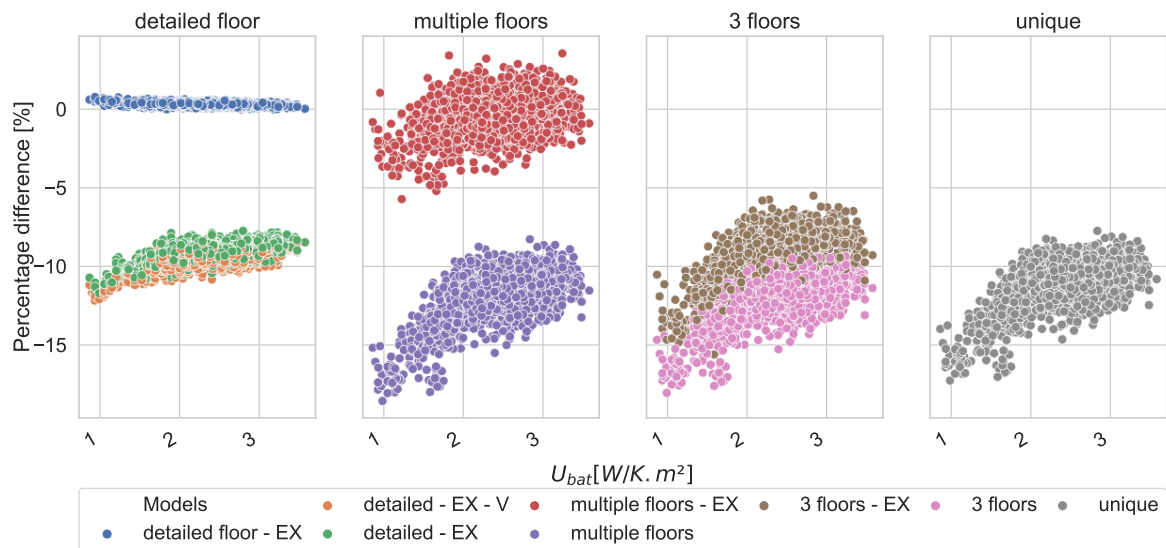 detailed floor multiple floors 3 floors unique
Percentage difference [%]
0
−5
−10
−15
1 2 3 1 2 3 1 2 3 1 2 3
U_bat[W/K.m²]
Models detailed - EX - V multiple floors - EX 3 floors - EX 3 floors unique
detailed floor - EX detailed - EX multiple floors